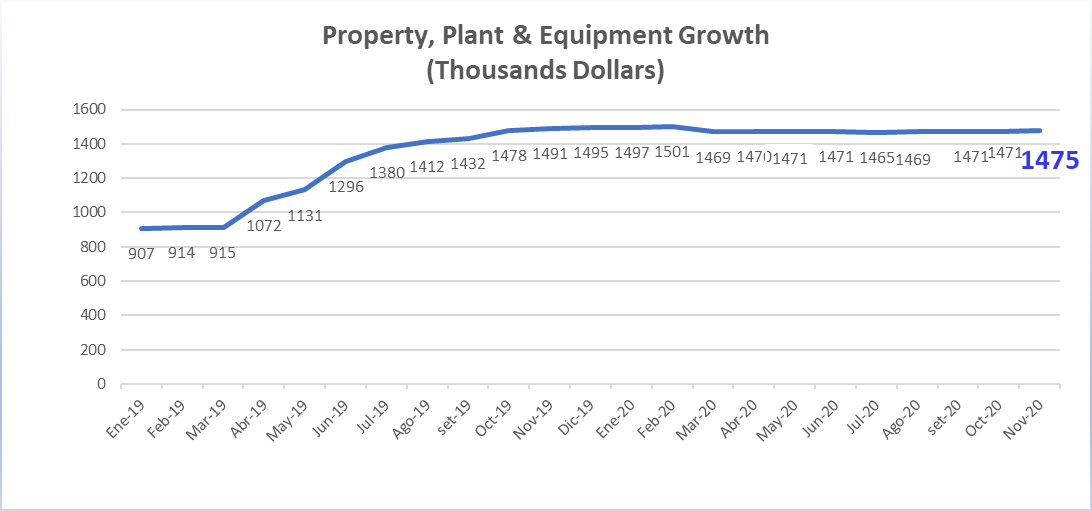 Property, Plant & Equipment Growth
(Thousands Dollars)
1600
1400
1200
1000
800
600
400
200
0
907 914 915 1072 1131 1296 1380 1412 1432 1478 1491 1495 1497 1501 1469 1470 1471 1471 1465 1469 1471 1471 1475
Ene-19 Feb-19 Mar-19 Abr-19 May-19 Jun-19 Jul-19 Ago-19 set-19 Oct-19 Nov-19 Dic-19 Ene-20 Feb-20 Mar-20 Abr-20 May-20 Jun-20 Jul-20 Ago-20 set-20 Oct-20 Nov-20